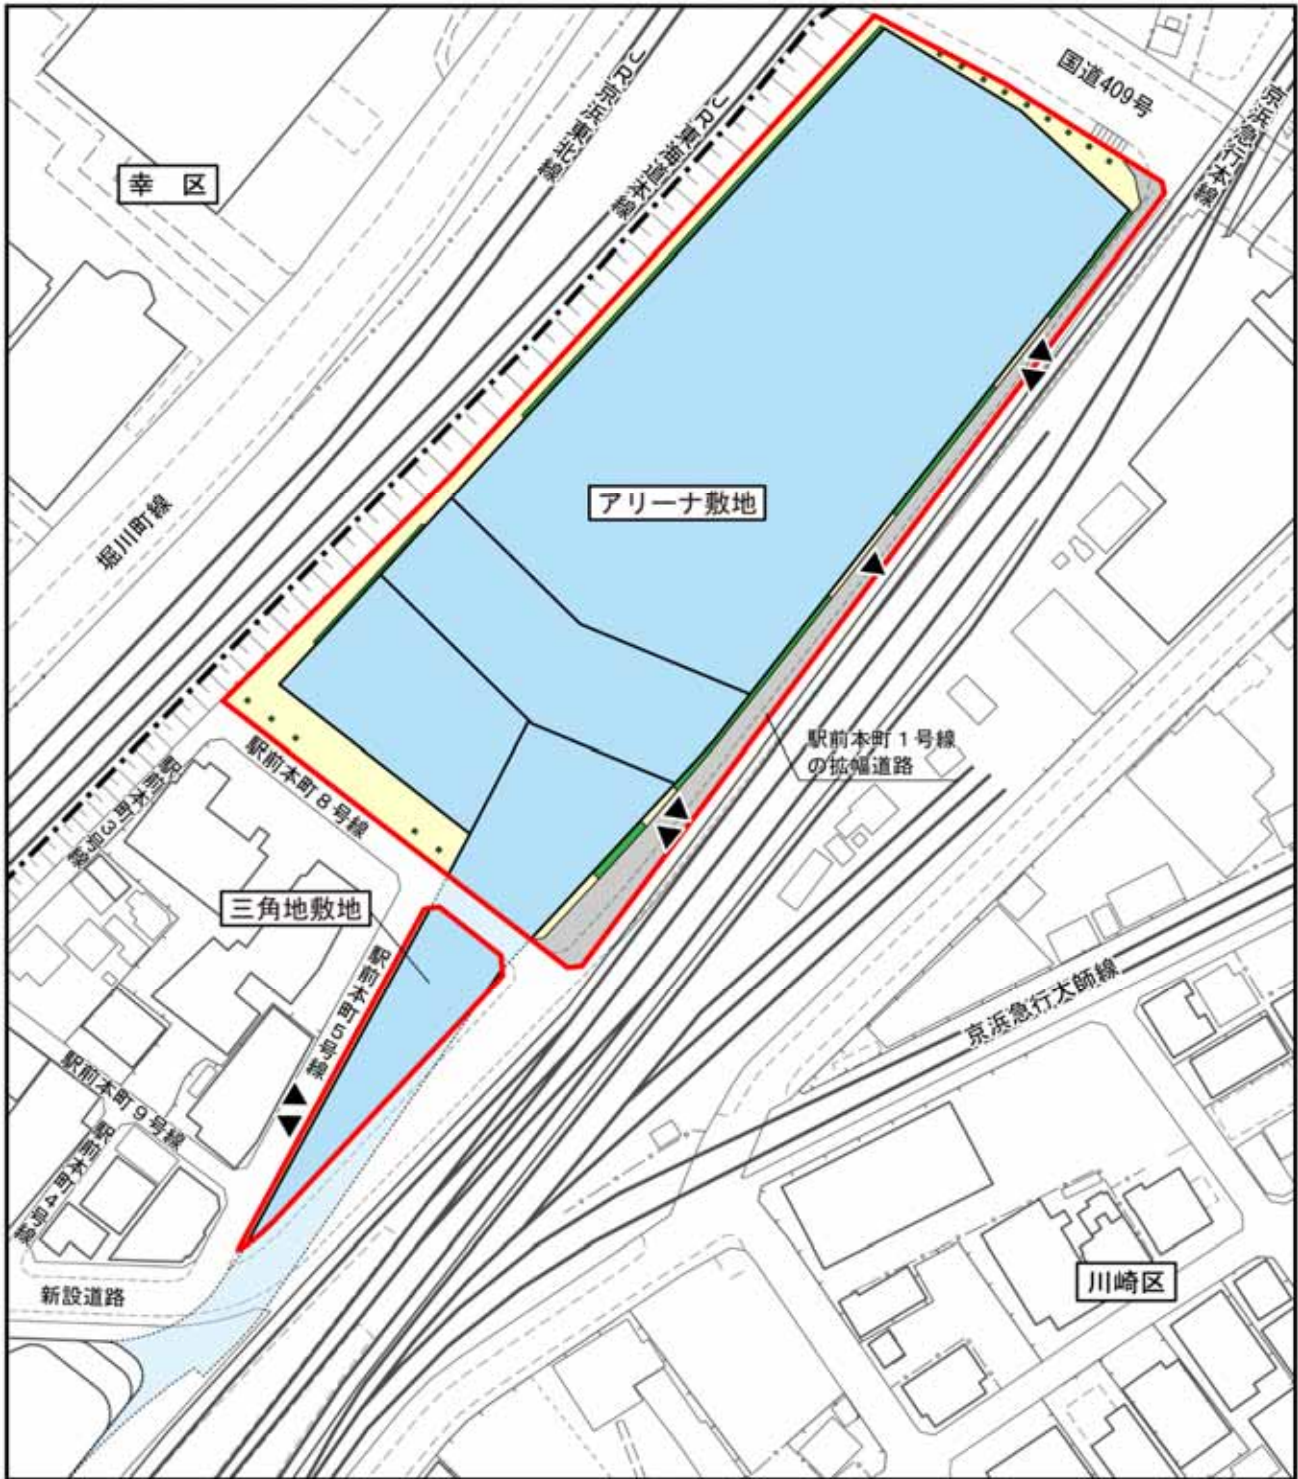 国道409号
京浜急行本線
JR京浜東北線
JR東海道本線
幸　区
アリーナ敷地
堀川町線
駅前本町1号線
の拡幅道路
駅前本町8号線
駅前本町3号線
三角地敷地
駅前本町5号線
京浜急行大師線
駅前本町9号線
駅前本町4号線
川崎区
新設道路